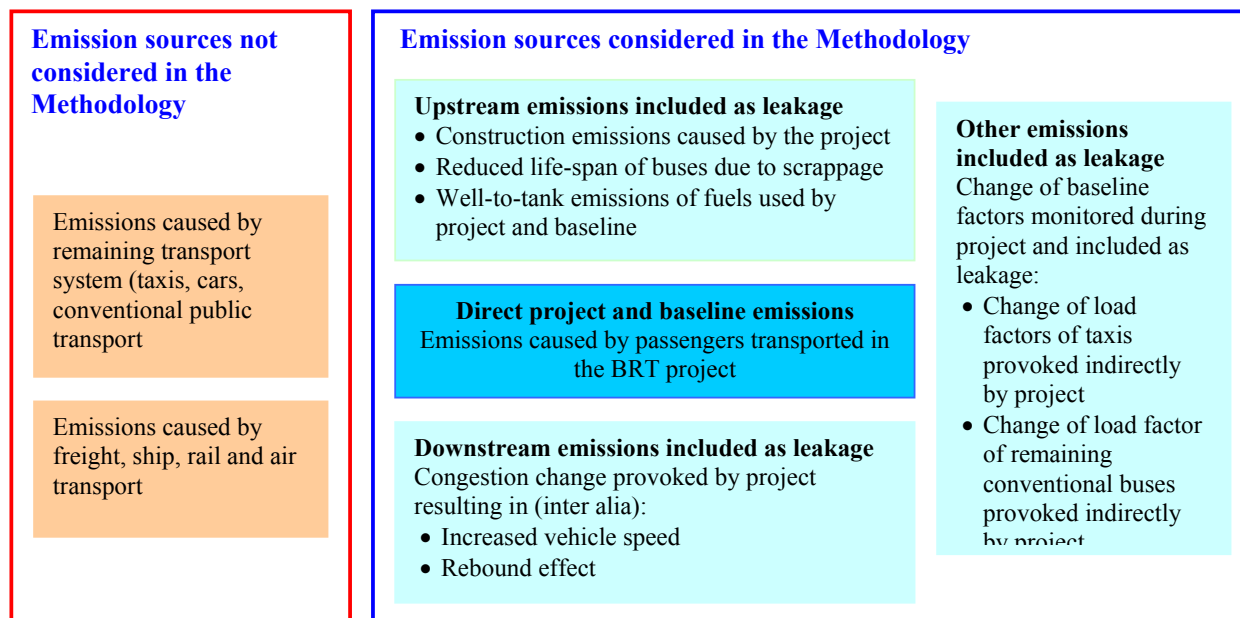 Emission sources not
considered in the
Methodology
Emissions caused by
remaining transport
system (taxis, cars,
conventional public
transport
Emissions caused by
freight, ship, rail and air
transport
Emission sources considered in the Methodology
Upstream emissions included as leakage
• Construction emissions caused by the project
• Reduced life-span of buses due to scrappage
• Well-to-tank emissions of fuels used by
project and baseline
Direct project and baseline emissions
Emissions caused by passengers transported in
the BRT project
Downstream emissions included as leakage
Congestion change provoked by project
resulting in (inter alia):
• Increased vehicle speed
• Rebound effect
Other emissions
included as leakage
Change of baseline
factors monitored during
project and included as
leakage:
• Change of load
factors of taxis
provoked indirectly
by project
• Change of load factor
of remaining
conventional buses
provoked indirectly
by project